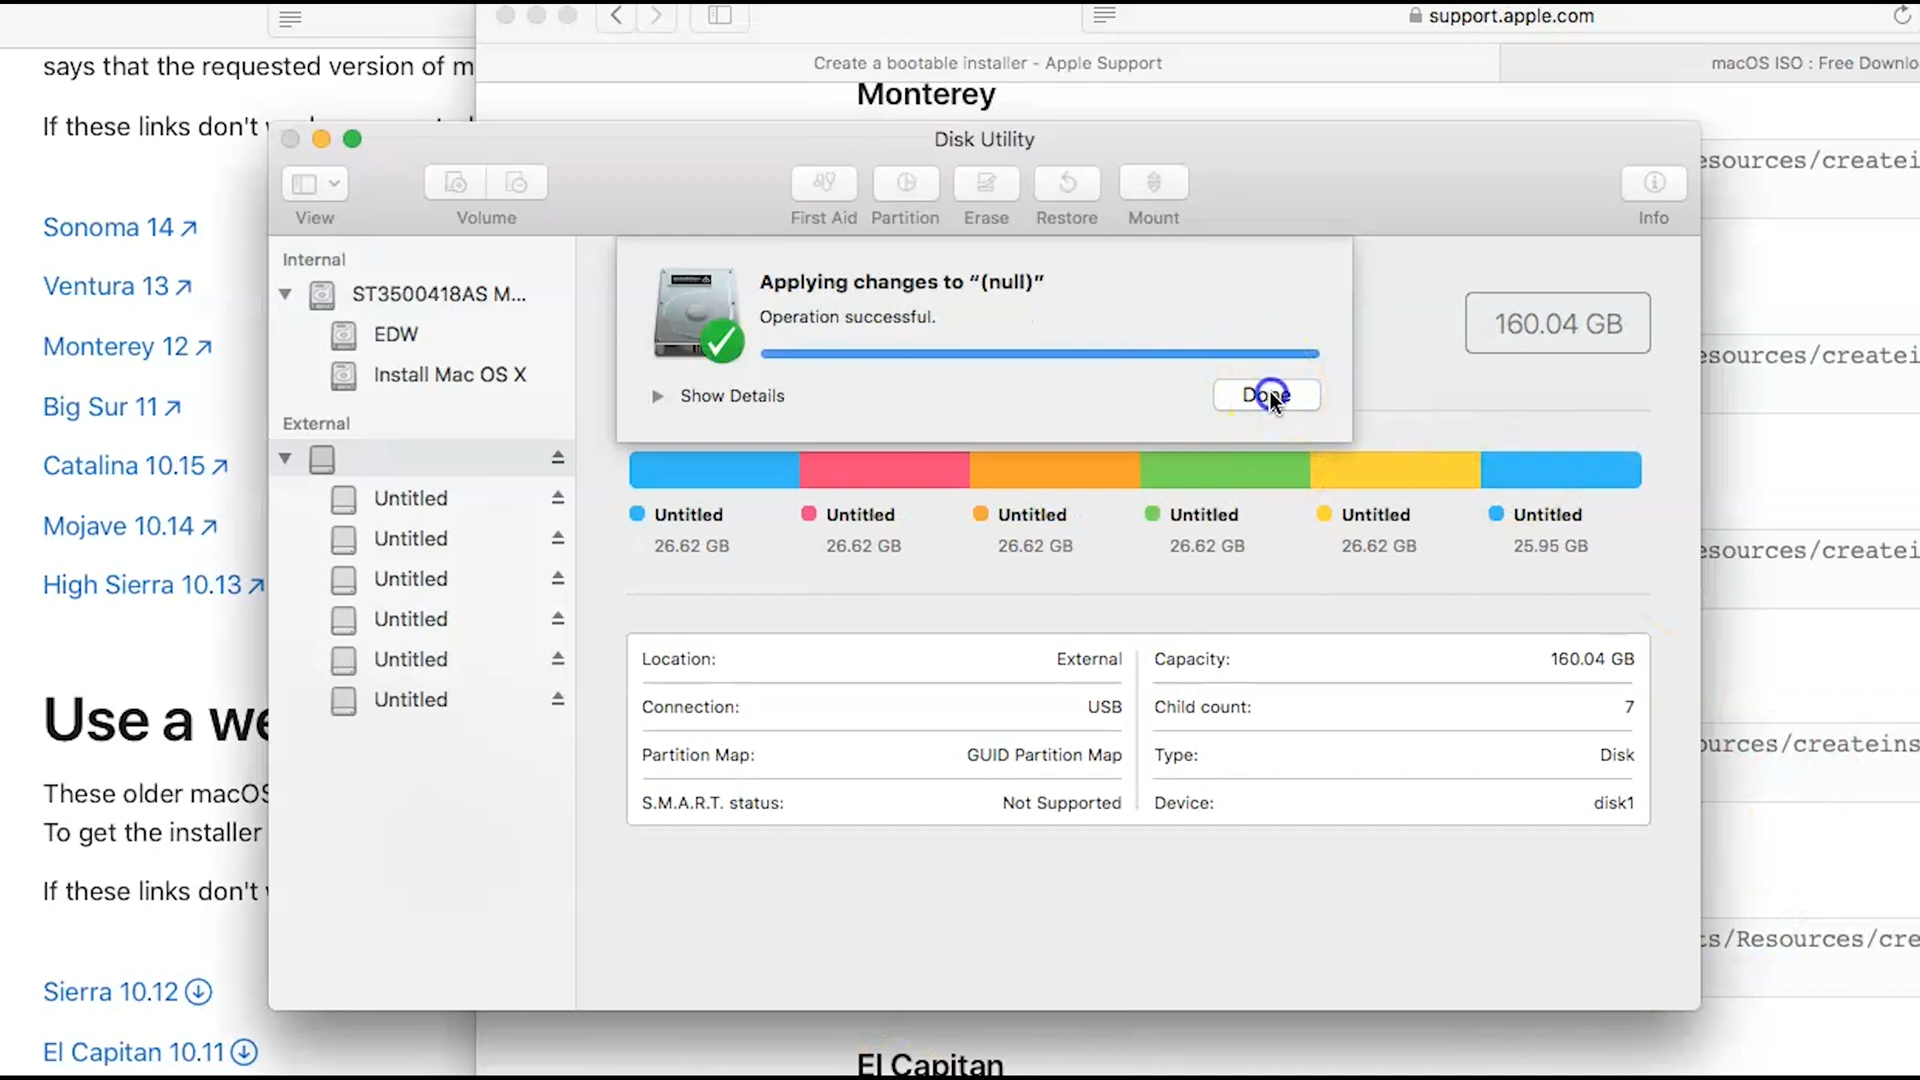 support.apple.com
Create a bootable installer - Apple Support
macOS ISO : Free Downlo
says that the requested version of m
Monterey
If these links don't
Sonoma 14 ↗
Ventura 13 ↗
Monterey 12 ↗
Big Sur 11 ↗
Catalina 10.15 ↗
Mojave 10.14 ↗
High Sierra 10.13 ↗
Use a we
These older macOS
To get the installer
If these links don't
Sierra 10.12
El Capitan 10.11
Disk Utility
View
Volume
First Aid
Partition
Erase
Restore
Mount
Info
Internal
ST3500418AS M...
EDW
Install Mac OS X
External
Untitled
Untitled
Untitled
Untitled
Untitled
Untitled
Applying changes to “(null)”
Operation successful.
Show Details
Done
160.04 GB
Untitled
26.62 GB
Untitled
26.62 GB
Untitled
26.62 GB
Untitled
26.62 GB
Untitled
26.62 GB
Untitled
25.95 GB
Location: External
Connection: USB
Partition Map: GUID Partition Map
S.M.A.R.T. status: Not Supported
Capacity: 160.04 GB
Child count: 7
Type: Disk
Device: disk1
esources/createi
esources/createi
esources/createi
ources/createins
ts/Resources/cre
El Capitan